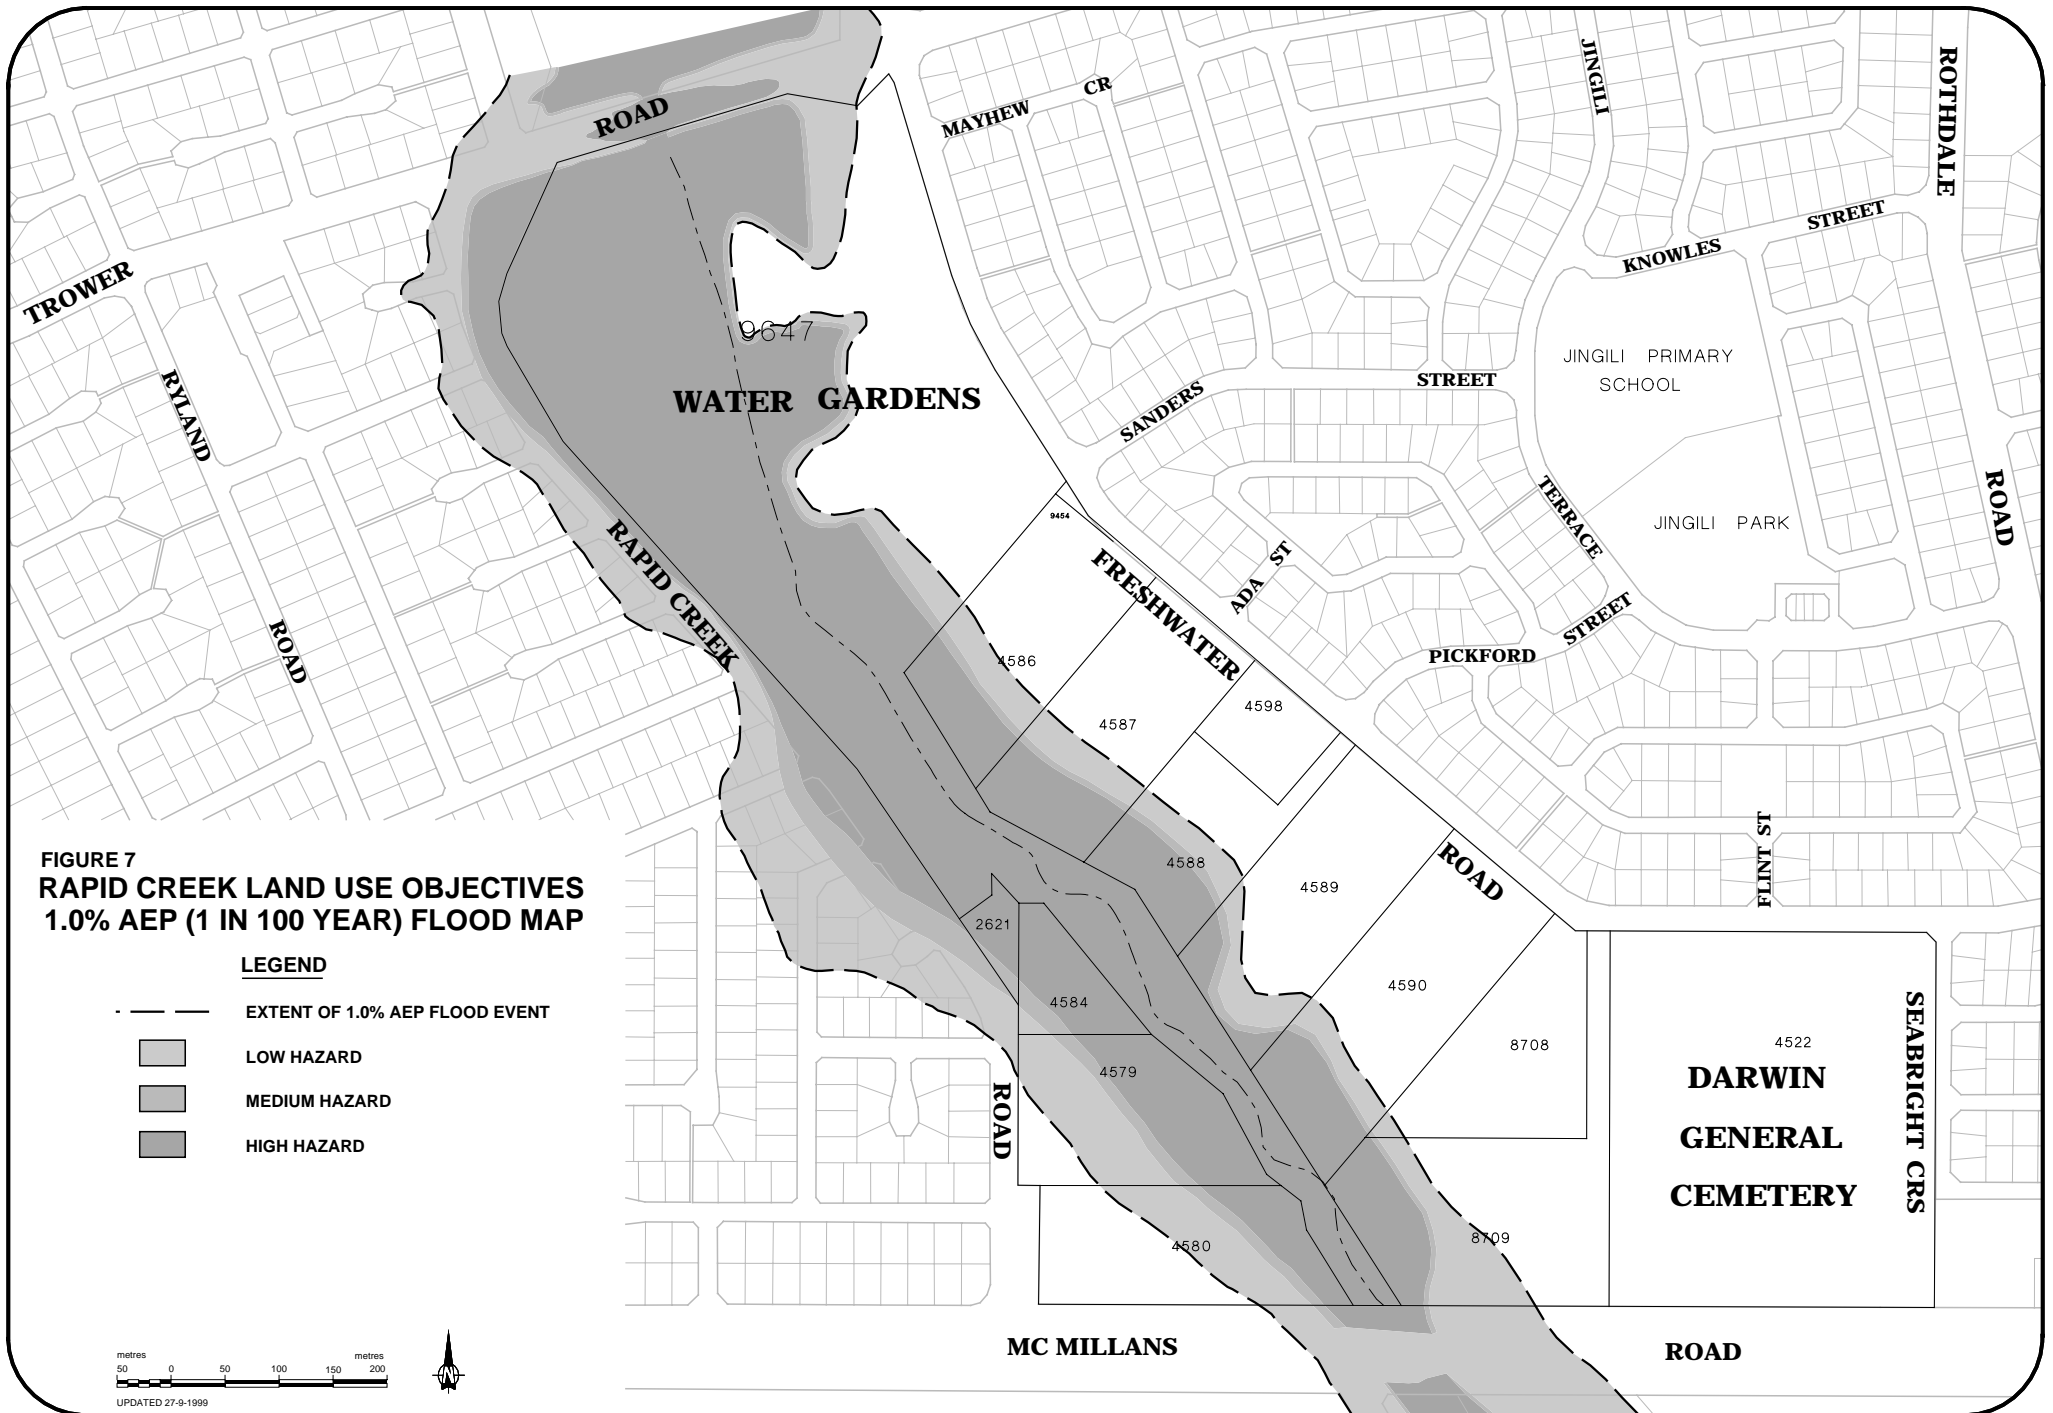 MAYHEW CR
JINGILI
ROTHDALE
ROAD
TROWER
KNOWLES STREET
9647
WATER GARDENS
JINGILI PRIMARY
SCHOOL
RYLAND
SANDERS STREET
ROAD
TERRACE
9454
JINGILI PARK
RAPID CREEK
FRESHWATER
ADA ST
ROAD
STREET
PICKFORD
4586
4587
4598
FLINT ST
4588
4589
ROAD
2621
4584
4590
4579
8708
4522
DARWIN
GENERAL
CEMETERY
SEABRIGHT CRS
ROAD
4580
8709
MC MILLANS ROAD
FIGURE 7
RAPID CREEK LAND USE OBJECTIVES
1.0% AEP (1 IN 100 YEAR) FLOOD MAP
LEGEND
EXTENT OF 1.0% AEP FLOOD EVENT
LOW HAZARD
MEDIUM HAZARD
HIGH HAZARD
metres metres
50 0 50 100 150 200
UPDATED 27-9-1999
N